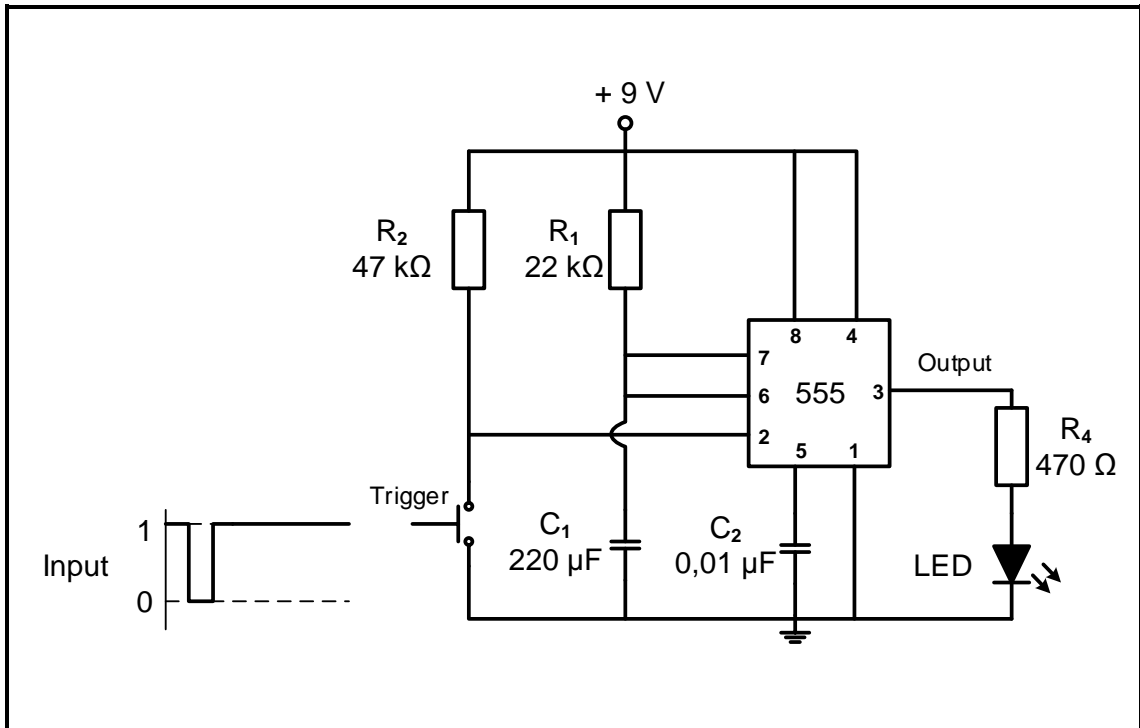 + 9 V
R₂
47 kΩ
R₁
22 kΩ
8
4
7
6
555
3
Output
2
5
1
R₄
470 Ω
Trigger
C₁
220 µF
C₂
0,01 µF
LED
Input
1
0